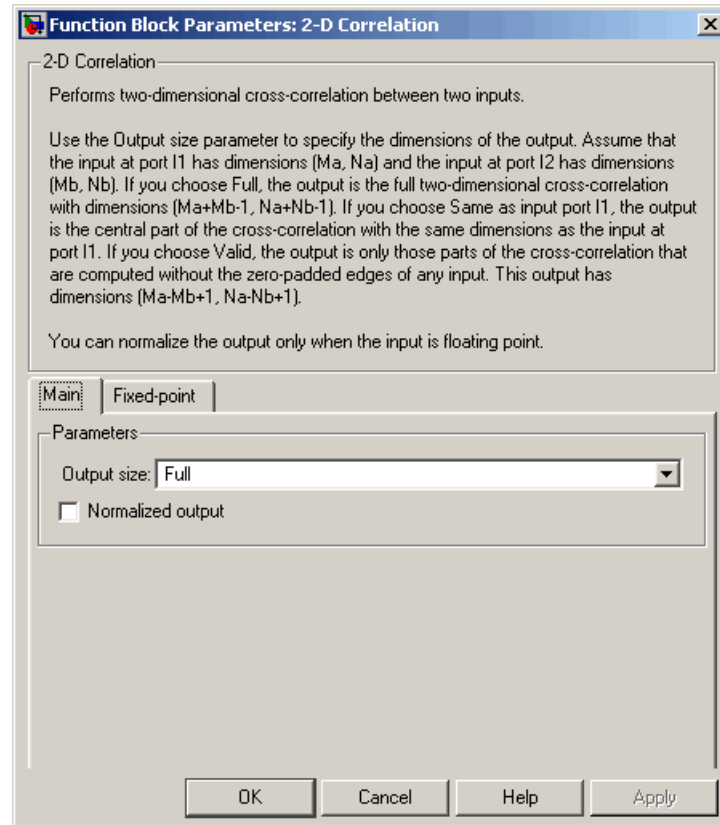 Function Block Parameters: 2-D Correlation
2-D Correlation
Performs two-dimensional cross-correlation between two inputs.
Use the Output size parameter to specify the dimensions of the output. Assume that
the input at port I1 has dimensions (Ma, Na) and the input at port I2 has dimensions
(Mb, Nb). If you choose Full, the output is the full two-dimensional cross-correlation
with dimensions (Ma+Mb-1, Na+Nb-1). If you choose Same as input port I1, the output
is the central part of the cross-correlation with the same dimensions as the input at
port I1. If you choose Valid, the output is only those parts of the cross-correlation that
are computed without the zero-padded edges of any input. This output has
dimensions (Ma-Mb+1, Na-Nb+1).
You can normalize the output only when the input is floating point.
Main Fixed-point
Parameters
Output size: Full
Normalized output
OK Cancel Help Apply